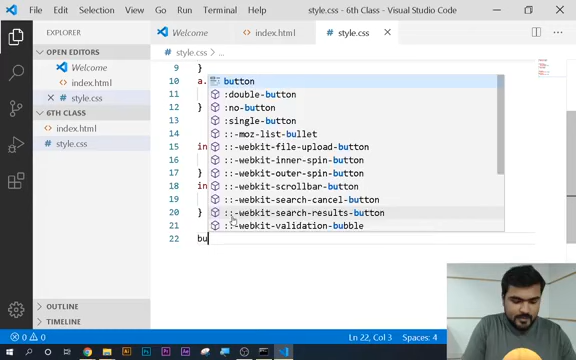 File Edit Selection View Go Run Terminal Help style.css - 6th Class - Visual Studio Code
EXPLORER
Welcome index.html style.css
OPEN EDITORS
style.css ...
Welcome
index.html
style.css
6TH CLASS
index.html
style.css
OUTLINE
TIMELINE
9 }
10 a.
11
12 }
13
14
15 in
16
17 }
18 in
19
20 }
21
22 bu
button
:double-button
:no-button
:single-button
::-moz-list-bullet
::-webkit-file-upload-button
::-webkit-inner-spin-button
::-webkit-outer-spin-button
::-webkit-scrollbar-button
::-webkit-search-cancel-button
::-webkit-search-results-button
::-webkit-validation-bubble
0 0 Ln 22, Col 3 Spaces: 4